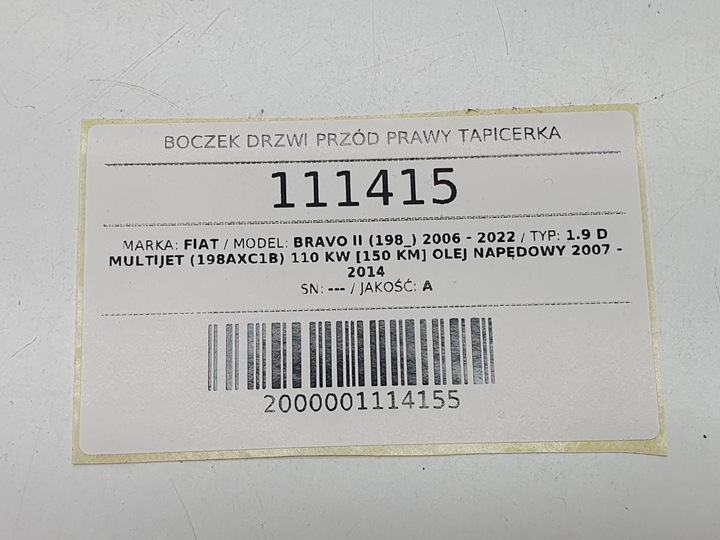 BOCZEK DRZWI PRZÓD PRAWY TAPICERKA
111415
MARKA: FIAT / MODEL: BRAVO II (198_) 2006 - 2022 / TYP: 1.9 D
MULTIJET (198AXC1B) 110 KW [150 KM] OLEJ NAPĘDOWY 2007 -
2014
SN: --- / JAKOŚĆ: A
2000001114155